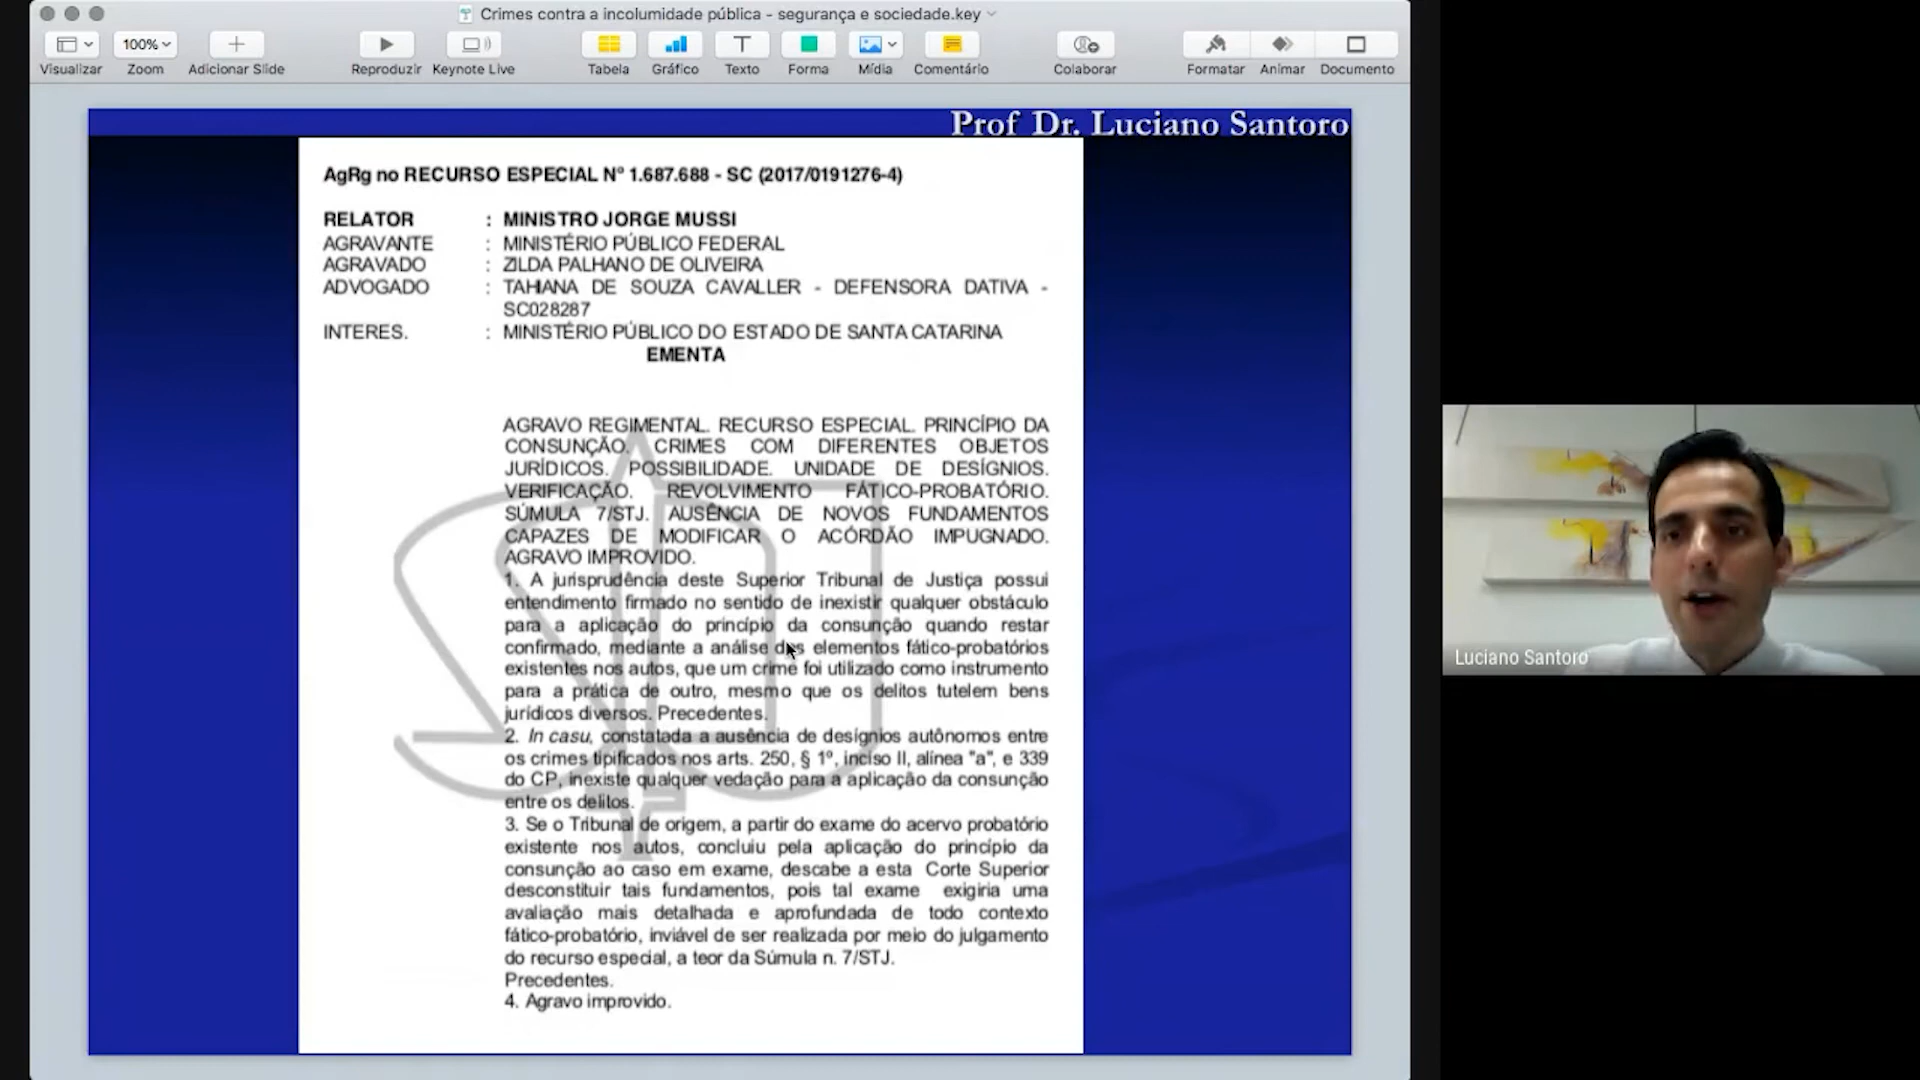 Crimes contra a incolumidade pública - segurança e sociedade.key
100%
Visualizar Zoom Adicionar Slide Reproduzir Keynote Live Tabela Gráfico Texto Forma Mídia Comentário Colaborar Formatar Animar Documento
Prof Dr. Luciano Santoro
AgRg no RECURSO ESPECIAL Nº 1.687.688 - SC (2017/0191276-4)
RELATOR : MINISTRO JORGE MUSSI
AGRAVANTE : MINISTÉRIO PÚBLICO FEDERAL
AGRAVADO : ZILDA PALHANO DE OLIVEIRA
ADVOGADO : TAHIANA DE SOUZA CAVALLER - DEFENSORA DATIVA -
SC028287
INTERES. : MINISTÉRIO PÚBLICO DO ESTADO DE SANTA CATARINA
EMENTA
AGRAVO REGIMENTAL. RECURSO ESPECIAL. PRINCÍPIO DA
CONSUNÇÃO. CRIMES COM DIFERENTES OBJETOS
JURÍDICOS. POSSIBILIDADE. UNIDADE DE DESÍGNIOS.
VERIFICAÇÃO. REVOLVIMENTO FÁTICO-PROBATÓRIO.
SÚMULA 7/STJ. AUSÊNCIA DE NOVOS FUNDAMENTOS
CAPAZES DE MODIFICAR O ACÓRDÃO IMPUGNADO.
AGRAVO IMPROVIDO.
1. A jurisprudência deste Superior Tribunal de Justiça possui
entendimento firmado no sentido de inexistir qualquer obstáculo
para a aplicação do princípio da consunção quando restar
confirmado, mediante a análise dos elementos fático-probatórios
existentes nos autos, que um crime foi utilizado como instrumento
para a prática de outro, mesmo que os delitos tutelem bens
jurídicos diversos. Precedentes.
2. In casu, constatada a ausência de desígnios autônomos entre
os crimes tipificados nos arts. 250, § 1º, inciso II, alínea "a", e 339
do CP, inexiste qualquer vedação para a aplicação da consunção
entre os delitos.
3. Se o Tribunal de origem, a partir do exame do acervo probatório
existente nos autos, concluiu pela aplicação do princípio da
consunção ao caso em exame, descabe a esta Corte Superior
desconstituir tais fundamentos, pois tal exame exigiria uma
avaliação mais detalhada e aprofundada de todo contexto
fático-probatório, inviável de ser realizada por meio do julgamento
do recurso especial, a teor da Súmula n. 7/STJ.
Precedentes.
4. Agravo improvido.
Luciano Santoro